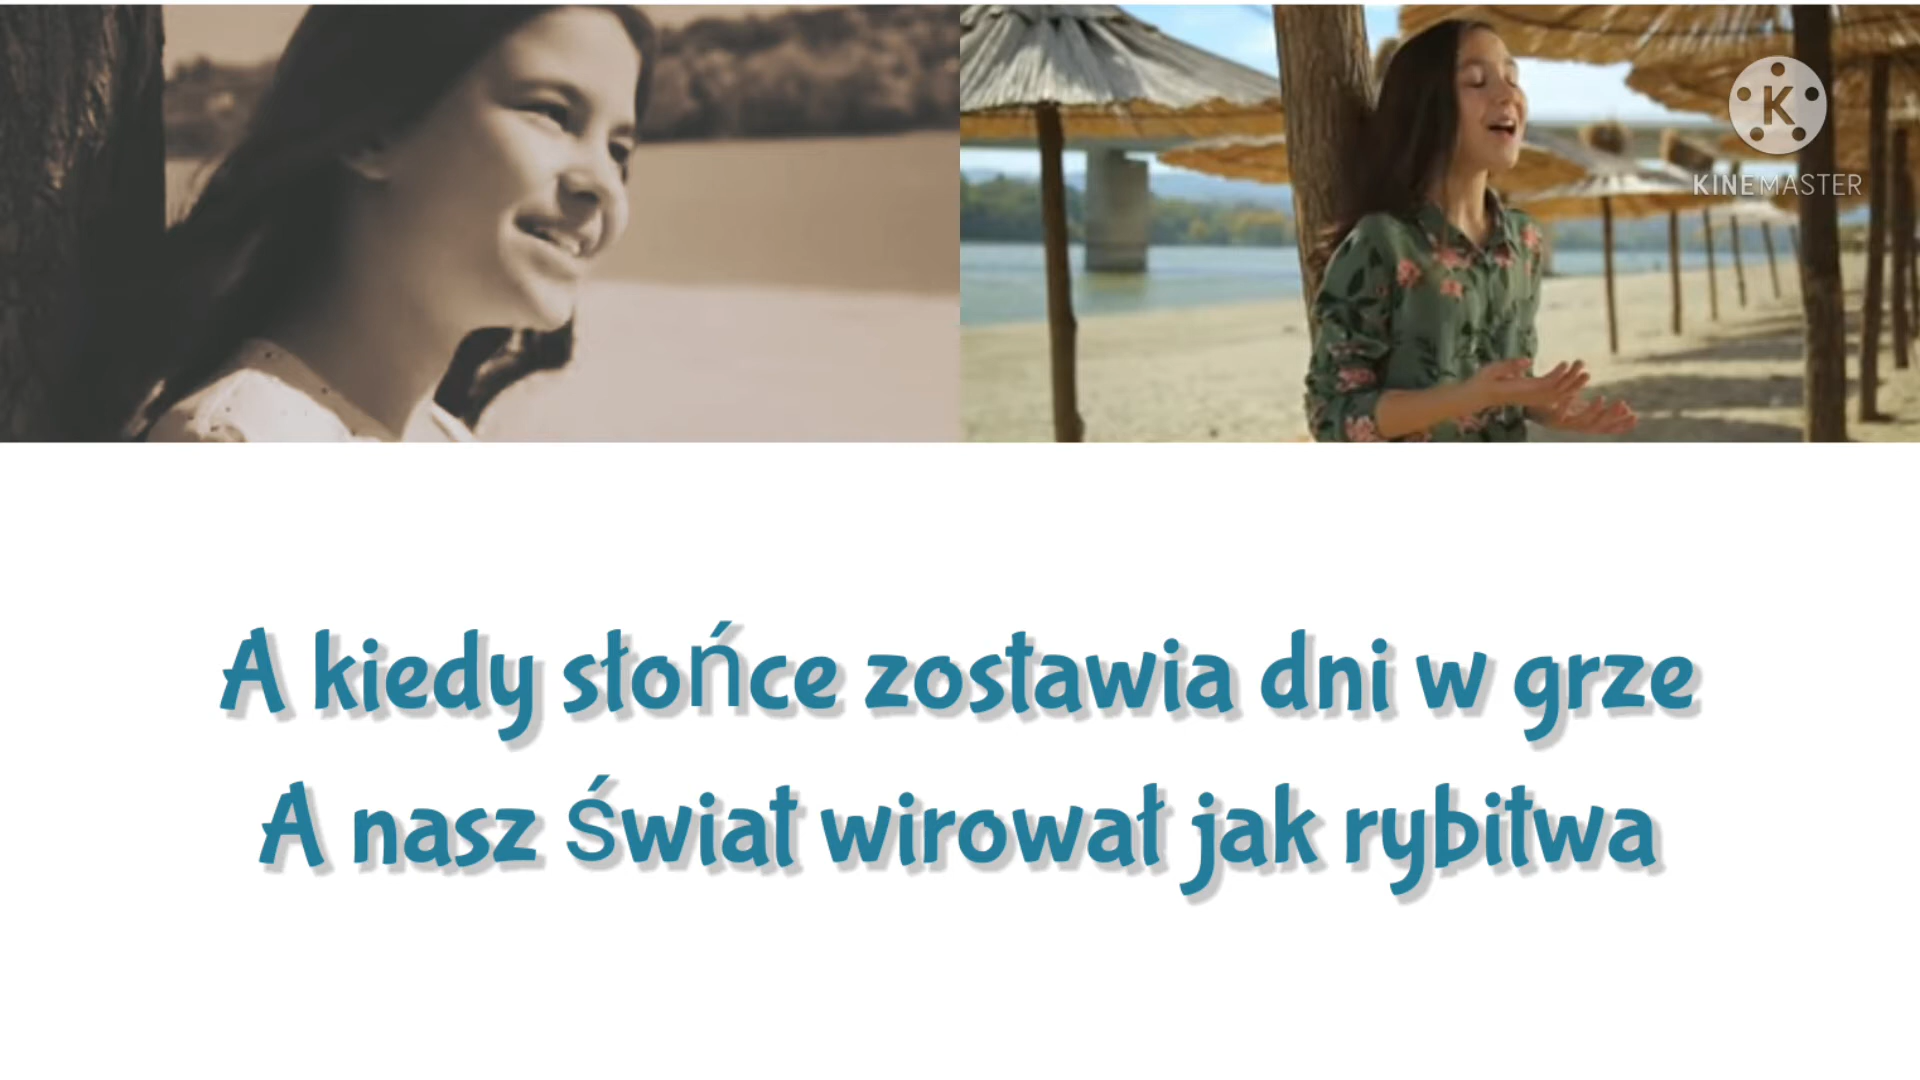 K
KINEMASTER
A kiedy słońce zostawia dni w grze
A nasz świat wirował jak rybitwa